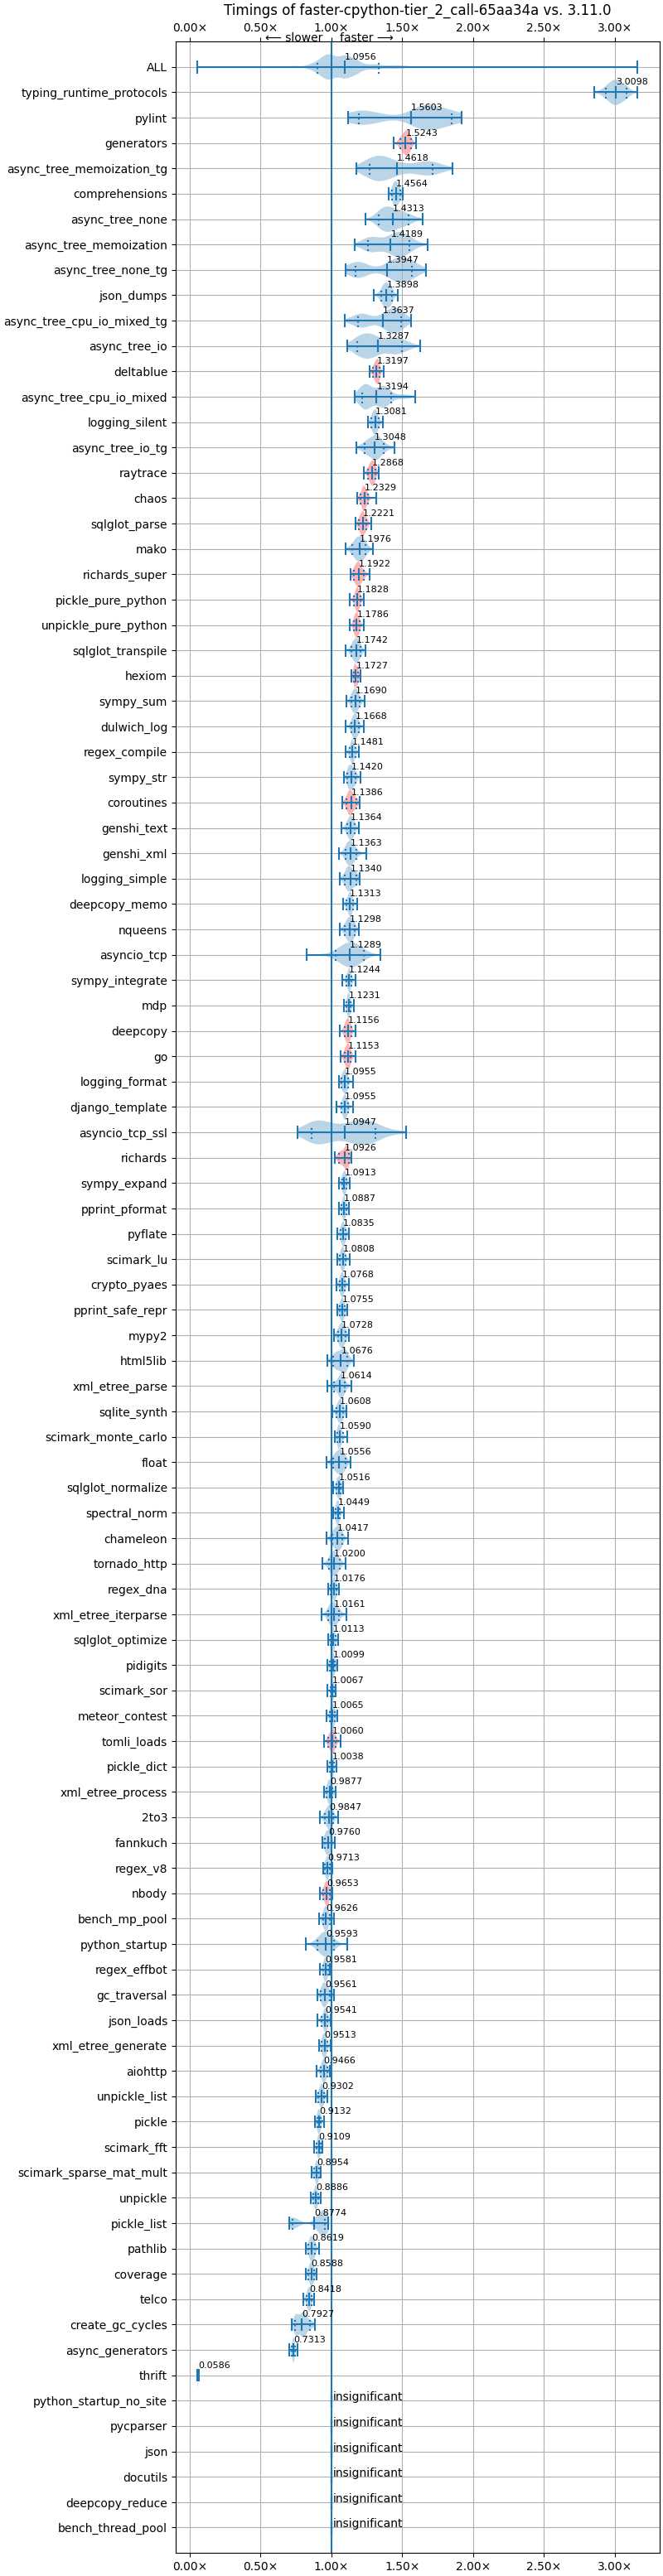 Timings of faster-cpython-tier_2_call-65aa34a vs. 3.11.0
0.00× 0.50× 1.00× 1.50× 2.00× 2.50× 3.00×
← slower faster →
ALL 1.0956
typing_runtime_protocols 3.0098
pylint 1.5603
generators 1.5243
async_tree_memoization_tg 1.4618
comprehensions 1.4564
async_tree_none 1.4313
async_tree_memoization 1.4189
async_tree_none_tg 1.3947
json_dumps 1.3898
async_tree_cpu_io_mixed_tg 1.3637
async_tree_io 1.3287
deltablue 1.3197
async_tree_cpu_io_mixed 1.3194
logging_silent 1.3081
async_tree_io_tg 1.3048
raytrace 1.2868
chaos 1.2329
sqlglot_parse 1.2221
mako 1.1976
richards_super 1.1922
pickle_pure_python 1.1828
unpickle_pure_python 1.1786
sqlglot_transpile 1.1742
hexiom 1.1727
sympy_sum 1.1690
dulwich_log 1.1668
regex_compile 1.1481
sympy_str 1.1420
coroutines 1.1386
genshi_text 1.1364
genshi_xml 1.1363
logging_simple 1.1340
deepcopy_memo 1.1313
nqueens 1.1298
asyncio_tcp 1.1289
sympy_integrate 1.1244
mdp 1.1231
deepcopy 1.1156
go 1.1153
logging_format 1.0955
django_template 1.0955
asyncio_tcp_ssl 1.0947
richards 1.0926
sympy_expand 1.0913
pprint_pformat 1.0887
pyflate 1.0835
scimark_lu 1.0808
crypto_pyaes 1.0768
pprint_safe_repr 1.0755
mypy2 1.0728
html5lib 1.0676
xml_etree_parse 1.0614
sqlite_synth 1.0608
scimark_monte_carlo 1.0590
float 1.0556
sqlglot_normalize 1.0516
spectral_norm 1.0449
chameleon 1.0417
tornado_http 1.0200
regex_dna 1.0176
xml_etree_iterparse 1.0161
sqlglot_optimize 1.0113
pidigits 1.0099
scimark_sor 1.0067
meteor_contest 1.0065
tomli_loads 1.0060
pickle_dict 1.0038
xml_etree_process 0.9877
2to3 0.9847
fannkuch 0.9760
regex_v8 0.9713
nbody 0.9653
bench_mp_pool 0.9626
python_startup 0.9593
regex_effbot 0.9581
gc_traversal 0.9561
json_loads 0.9541
xml_etree_generate 0.9513
aiohttp 0.9466
unpickle_list 0.9302
pickle 0.9132
scimark_fft 0.9109
scimark_sparse_mat_mult 0.8954
unpickle 0.8886
pickle_list 0.8774
pathlib 0.8619
coverage 0.8588
telco 0.8418
create_gc_cycles 0.7927
async_generators 0.7313
thrift 0.0586
python_startup_no_site insignificant
pycparser insignificant
json insignificant
docutils insignificant
deepcopy_reduce insignificant
bench_thread_pool insignificant
0.00× 0.50× 1.00× 1.50× 2.00× 2.50× 3.00×